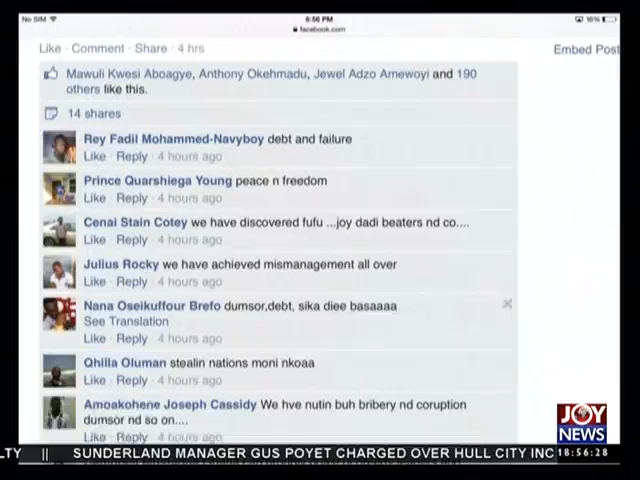 No SIM 6:56 PM 16%
facebook.com
Like · Comment · Share · 4 hrs Embed Post
Mawuli Kwesi Aboagye, Anthony Okehmadu, Jewel Adzo Amewoyi and 190
others like this.
14 shares
Rey Fadil Mohammed-Navyboy debt and failure
Like · Reply · 4 hours ago
Prince Quarshiega Young peace n freedom
Like · Reply · 4 hours ago
Cenai Stain Cotey we have discovered fufu ...joy dadi beaters nd co....
Like · Reply · 4 hours ago
Julius Rocky we have achieved mismanagement all over
Like · Reply · 4 hours ago
Nana Oseikuffour Brefo dumsor,debt, sika diee basaaaa
See Translation
Like · Reply · 4 hours ago
Qhilla Oluman stealin nations moni nkoaa
Like · Reply · 4 hours ago
Amoakohene Joseph Cassidy We hve nutin buh bribery nd coruption
dumsor nd so on....
Like · Reply · 4 hours ago
JOY
NEWS
LTY || SUNDERLAND MANAGER GUS POYET CHARGED OVER HULL CITY INC 18:56:28